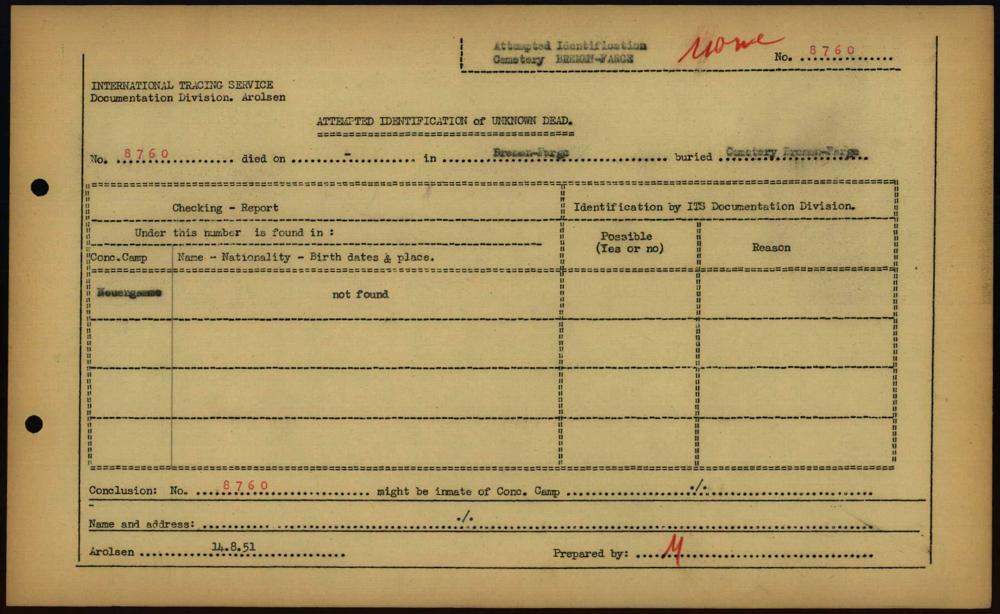 Attempted Identification
Cemetery BREMEN-FARGE
None
No. 8760
INTERNATIONAL TRACING SERVICE
Documentation Division. Arolsen
ATTEMPTED IDENTIFICATION of UNKNOWN DEAD.
No. 8760 died on - in Bremen-Farge buried Cemetery Bremen-Farge
Checking - Report
Identification by ITS Documentation Division.
Under this number is found in :
Possible
(Yes or no)
Reason
Conc.Camp
Name - Nationality - Birth dates & place.
Neuengamme
not found
Conclusion: No. 8760 might be inmate of Conc. Camp ./.
Name and address: ./.
Arolsen 14.8.51
Prepared by: M